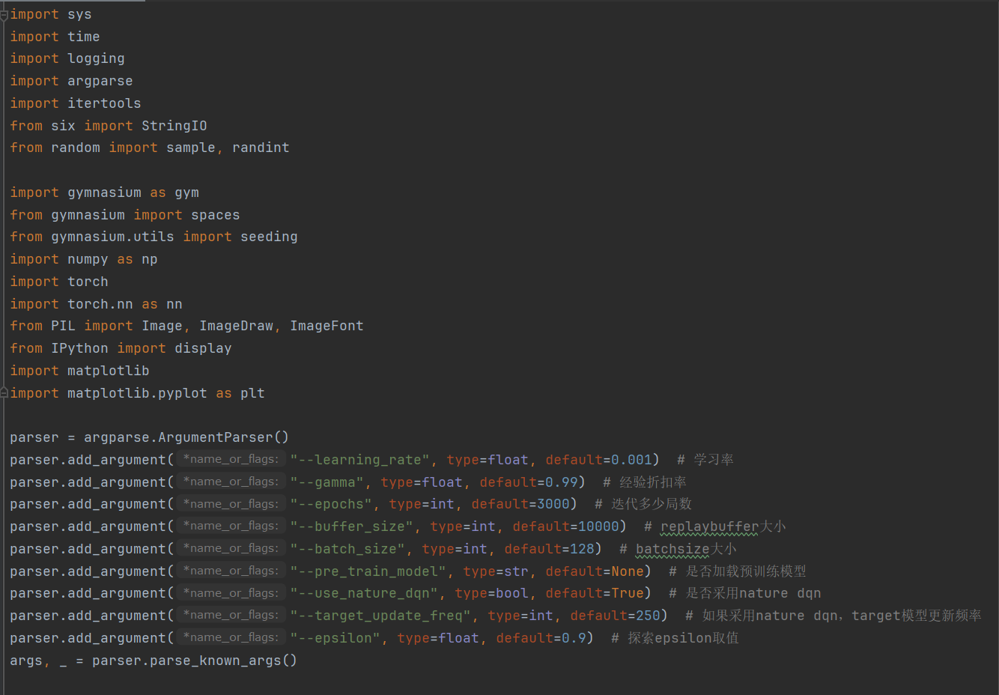 import sys
import time
import logging
import argparse
import itertools
from six import StringIO
from random import sample, randint
import gymnasium as gym
from gymnasium import spaces
from gymnasium.utils import seeding
import numpy as np
import torch
import torch.nn as nn
from PIL import Image, ImageDraw, ImageFont
from IPython import display
import matplotlib
import matplotlib.pyplot as plt
parser = argparse.ArgumentParser()
parser.add_argument( *name_or_flags: "--learning_rate", type=float, default=0.001)  # 学习率
parser.add_argument( *name_or_flags: "--gamma", type=float, default=0.99)  # 经验折扣率
parser.add_argument( *name_or_flags: "--epochs", type=int, default=3000)  # 迭代多少局数
parser.add_argument( *name_or_flags: "--buffer_size", type=int, default=10000)  # replaybuffer大小
parser.add_argument( *name_or_flags: "--batch_size", type=int, default=128)  # batchsize大小
parser.add_argument( *name_or_flags: "--pre_train_model", type=str, default=None)  # 是否加载预训练模型
parser.add_argument( *name_or_flags: "--use_nature_dqn", type=bool, default=True)  # 是否采用nature dqn
parser.add_argument( *name_or_flags: "--target_update_freq", type=int, default=250)  # 如果采用nature dqn，target模型更新频率
parser.add_argument( *name_or_flags: "--epsilon", type=float, default=0.9)  # 探索epsilon取值
args, _ = parser.parse_known_args()